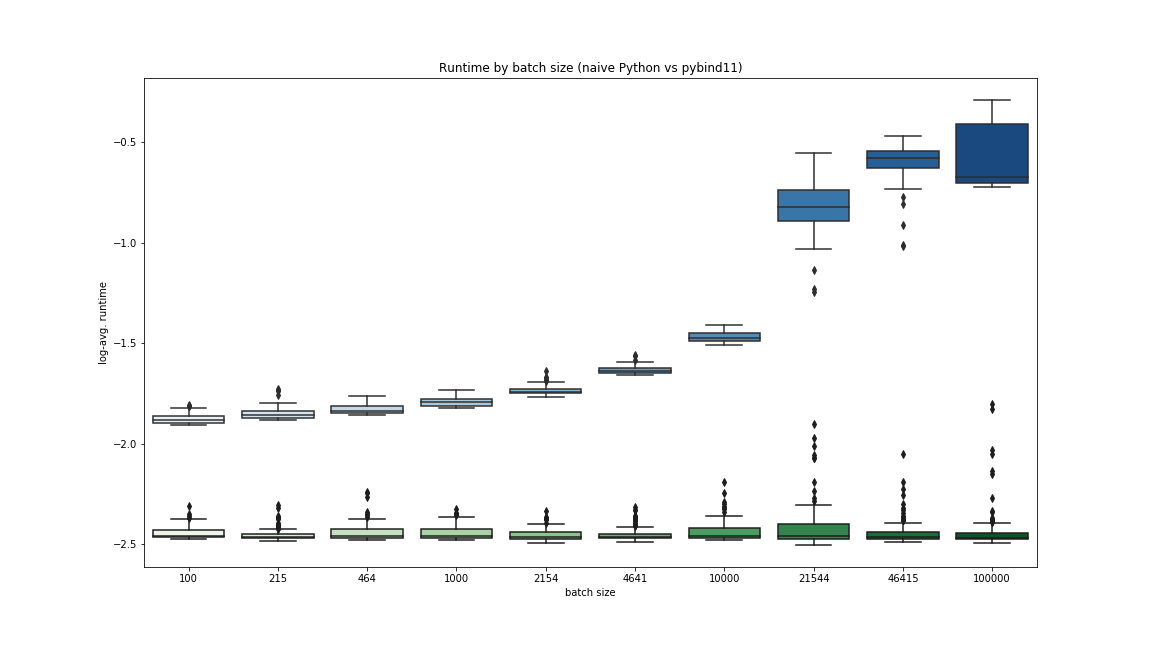 Runtime by batch size (naive Python vs pybind11)
log-avg. runtime
−0.5
−1.0
−1.5
−2.0
−2.5
100 215 464 1000 2154 4641 10000 21544 46415 100000
batch size